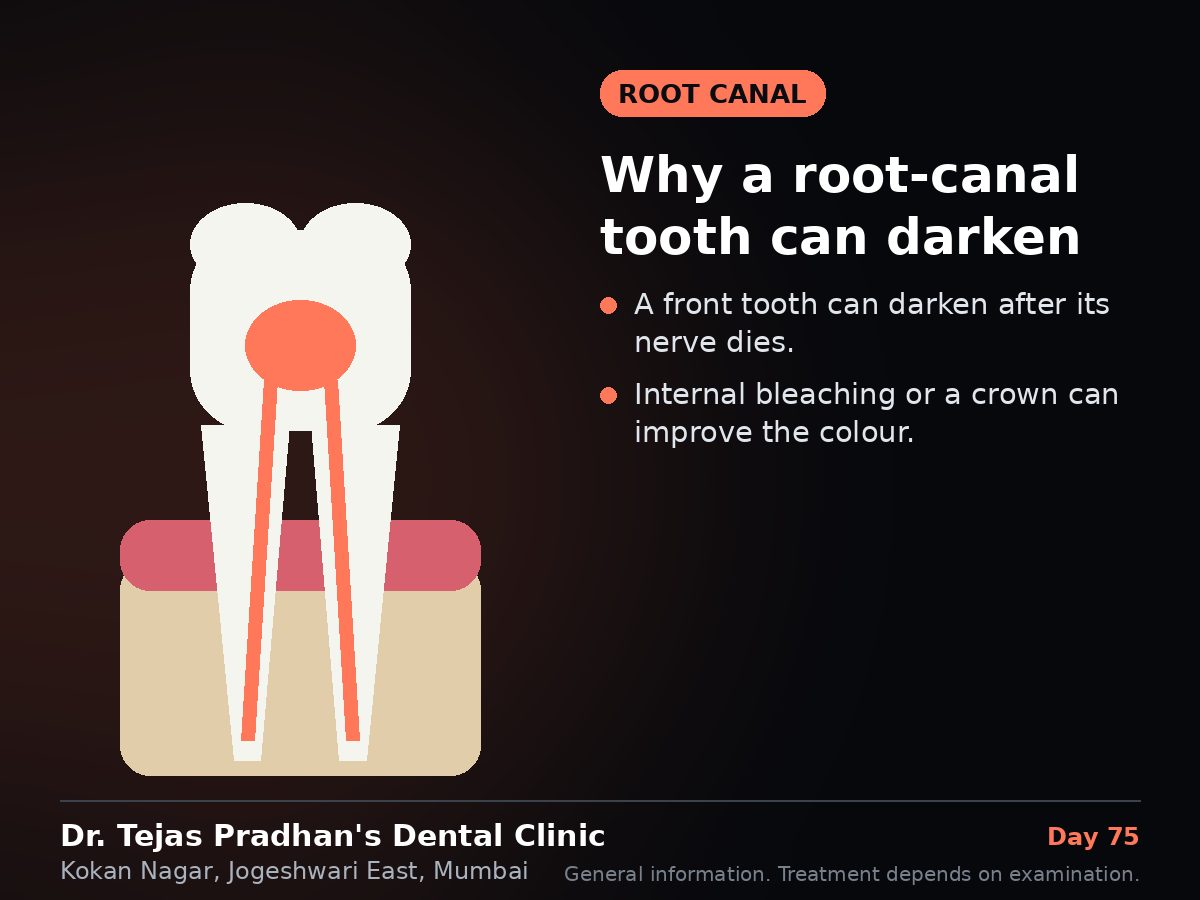 ROOT CANAL
Why a root-canal
tooth can darken
A front tooth can darken after its
nerve dies.
Internal bleaching or a crown can
improve the colour.
Dr. Tejas Pradhan's Dental Clinic
Day 75
Kokan Nagar, Jogeshwari East, Mumbai
General information. Treatment depends on examination.